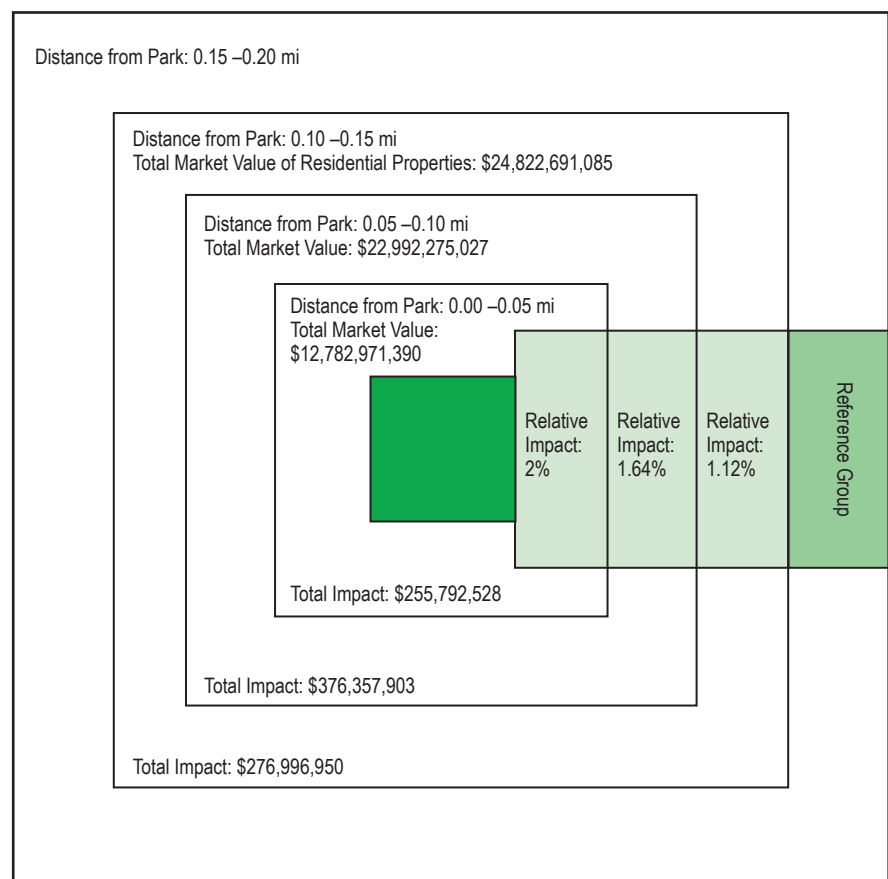 Distance from Park: 0.15 –0.20 mi
Distance from Park: 0.10 –0.15 mi
Total Market Value of Residential Properties: $24,822,691,085
Distance from Park: 0.05 –0.10 mi
Total Market Value: $22,992,275,027
Distance from Park: 0.00 –0.05 mi
Total Market Value:
$12,782,971,390
Relative
Impact:
2%
Relative
Impact:
1.64%
Relative
Impact:
1.12%
Reference Group
Total Impact: $255,792,528
Total Impact: $376,357,903
Total Impact: $276,996,950